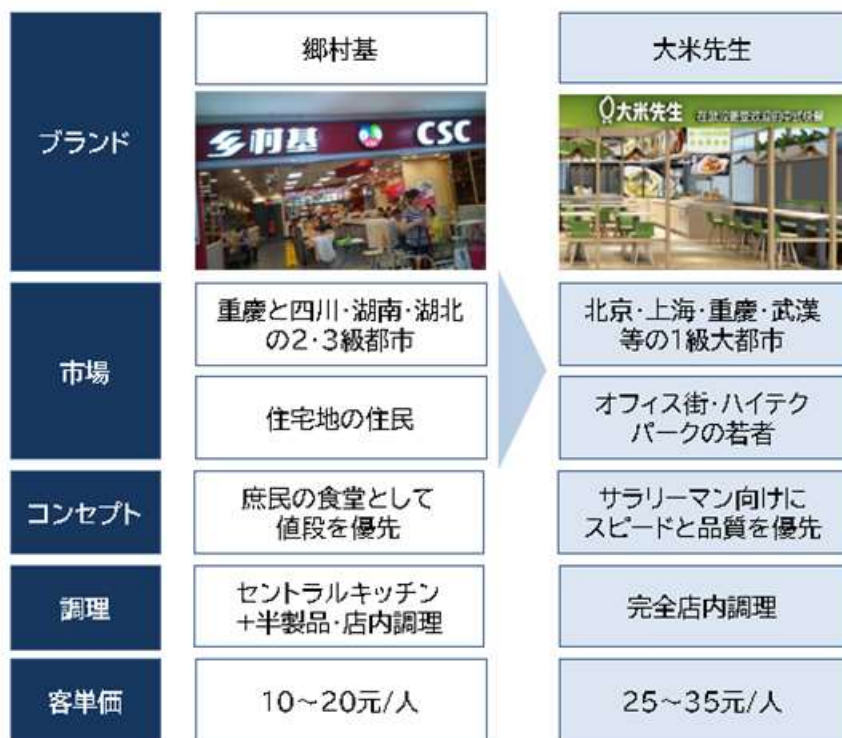 ブランド
郷村基
大米先生
乡村基
CSC
大米先生
市場
重慶と四川・湖南・湖北
の2・3級都市
北京・上海・重慶・武漢
等の1級大都市
住宅地の住民
オフィス街・ハイテク
パークの若者
コンセプト
庶民の食堂として
値段を優先
サラリーマン向けに
スピードと品質を優先
調理
セントラルキッチン
+半製品・店内調理
完全店内調理
客単価
10～20元/人
25～35元/人